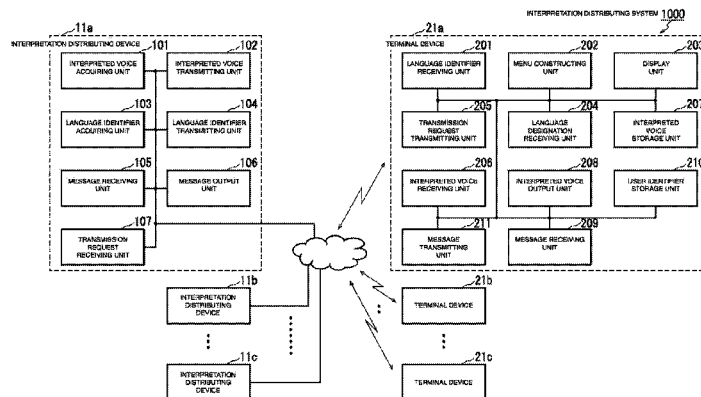 INTERPRETATION DISTRIBUTING SYSTEM 1000
11a
INTERPRETATION DISTRIBUTING DEVICE
101
INTERPRETED VOICE
ACQUIRING UNIT
102
INTERPRETED VOICE
TRANSMITTING UNIT
103
LANGUAGE IDENTIFIER
ACQUIRING UNIT
104
LANGUAGE IDENTIFIER
TRANSMITTING UNIT
105
MESSAGE RECEIVING
UNIT
106
MESSAGE OUTPUT
UNIT
107
TRANSMISSION
REQUEST
RECEIVING UNIT
21a
TERMINAL DEVICE
201
LANGUAGE IDENTIFIER
RECEIVING UNIT
202
MENU CONSTRUCTING
UNIT
203
DISPLAY
UNIT
205
TRANSMISSION
REQUEST
TRANSMITTING UNIT
204
LANGUAGE
DESIGNATION
RECEIVING UNIT
207
INTERPRETED
VOICE
STORAGE UNIT
206
INTERPRETED VOICE
RECEIVING UNIT
208
INTERPRETED VOICE
OUTPUT UNIT
210
USER IDENTIFIER
STORAGE UNIT
211
MESSAGE
TRANSMITTING
UNIT
209
MESSAGE RECEIVING
UNIT
11b
INTERPRETATION
DISTRIBUTING
DEVICE
21b
TERMINAL DEVICE
11c
INTERPRETATION
DISTRIBUTING
DEVICE
21c
TERMINAL DEVICE